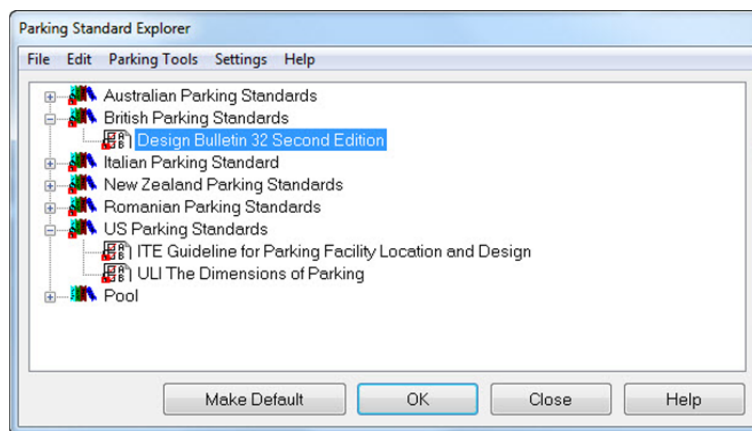 Parking Standard Explorer
File Edit Parking Tools Settings Help
Australian Parking Standards
British Parking Standards
Design Bulletin 32 Second Edition
Italian Parking Standard
New Zealand Parking Standards
Romanian Parking Standards
US Parking Standards
ITE Guideline for Parking Facility Location and Design
ULI The Dimensions of Parking
Pool
Make Default OK Close Help